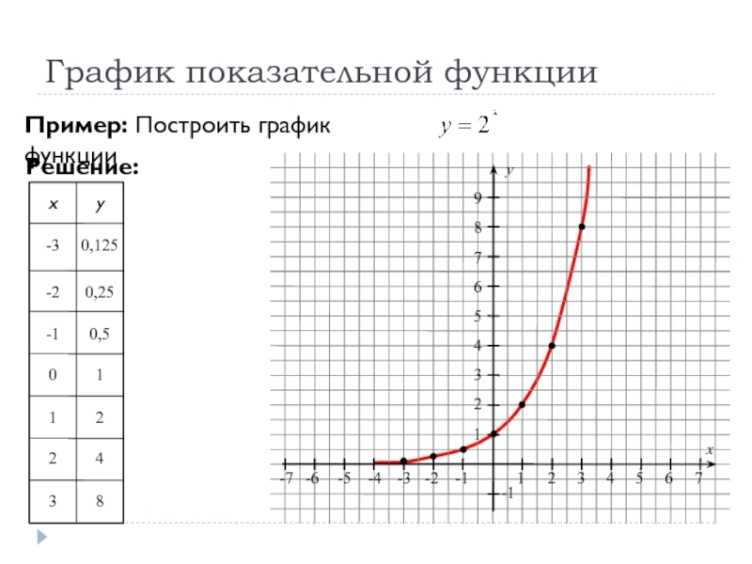 График показательной функции
Пример: Построить график
функции
y = 2ˣ
Решение:
x y
-3 0,125
-2 0,25
-1 0,5
0 1
1 2
2 4
3 8
y
9
8
7
6
5
4
3
2
1
x
-7 -6 -5 -4 -3 -2 -1 1 2 3 4 5 6 7
-1